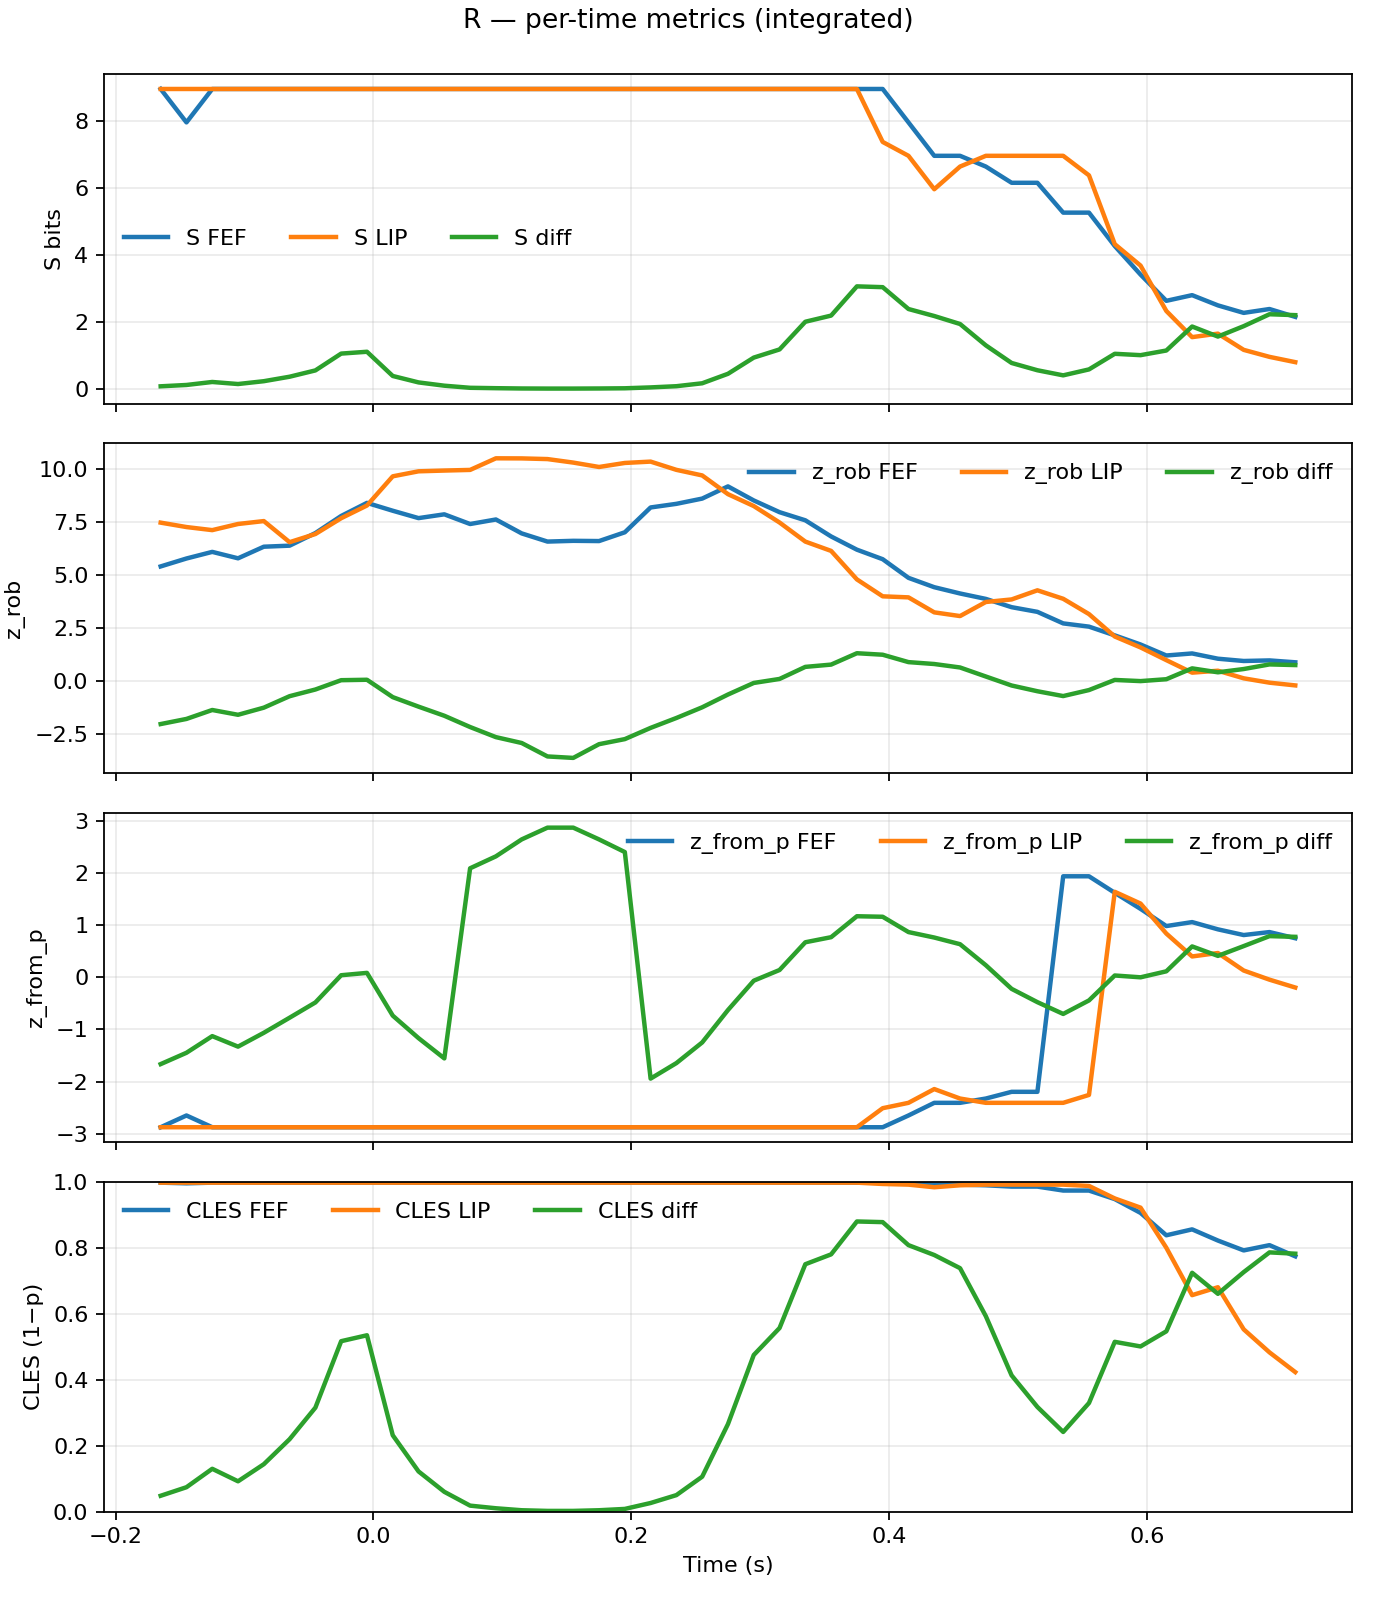 R — per-time metrics (integrated)
8
6
4
2
0
S bits
S FEF S LIP S diff
10.0
7.5
5.0
2.5
0.0
−2.5
z_rob
z_rob FEF z_rob LIP z_rob diff
3
2
1
0
−1
−2
−3
z_from_p
z_from_p FEF z_from_p LIP z_from_p diff
1.0
0.8
0.6
0.4
0.2
0.0
CLES (1−p)
CLES FEF CLES LIP CLES diff
−0.2 0.0 0.2 0.4 0.6
Time (s)